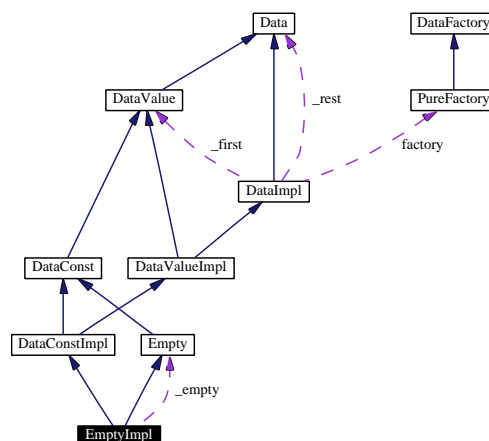 Data
DataFactory
DataValue
_rest
PureFactory
_first
factory
DataImpl
DataConst
DataValueImpl
DataConstImpl
Empty
_empty
EmptyImpl